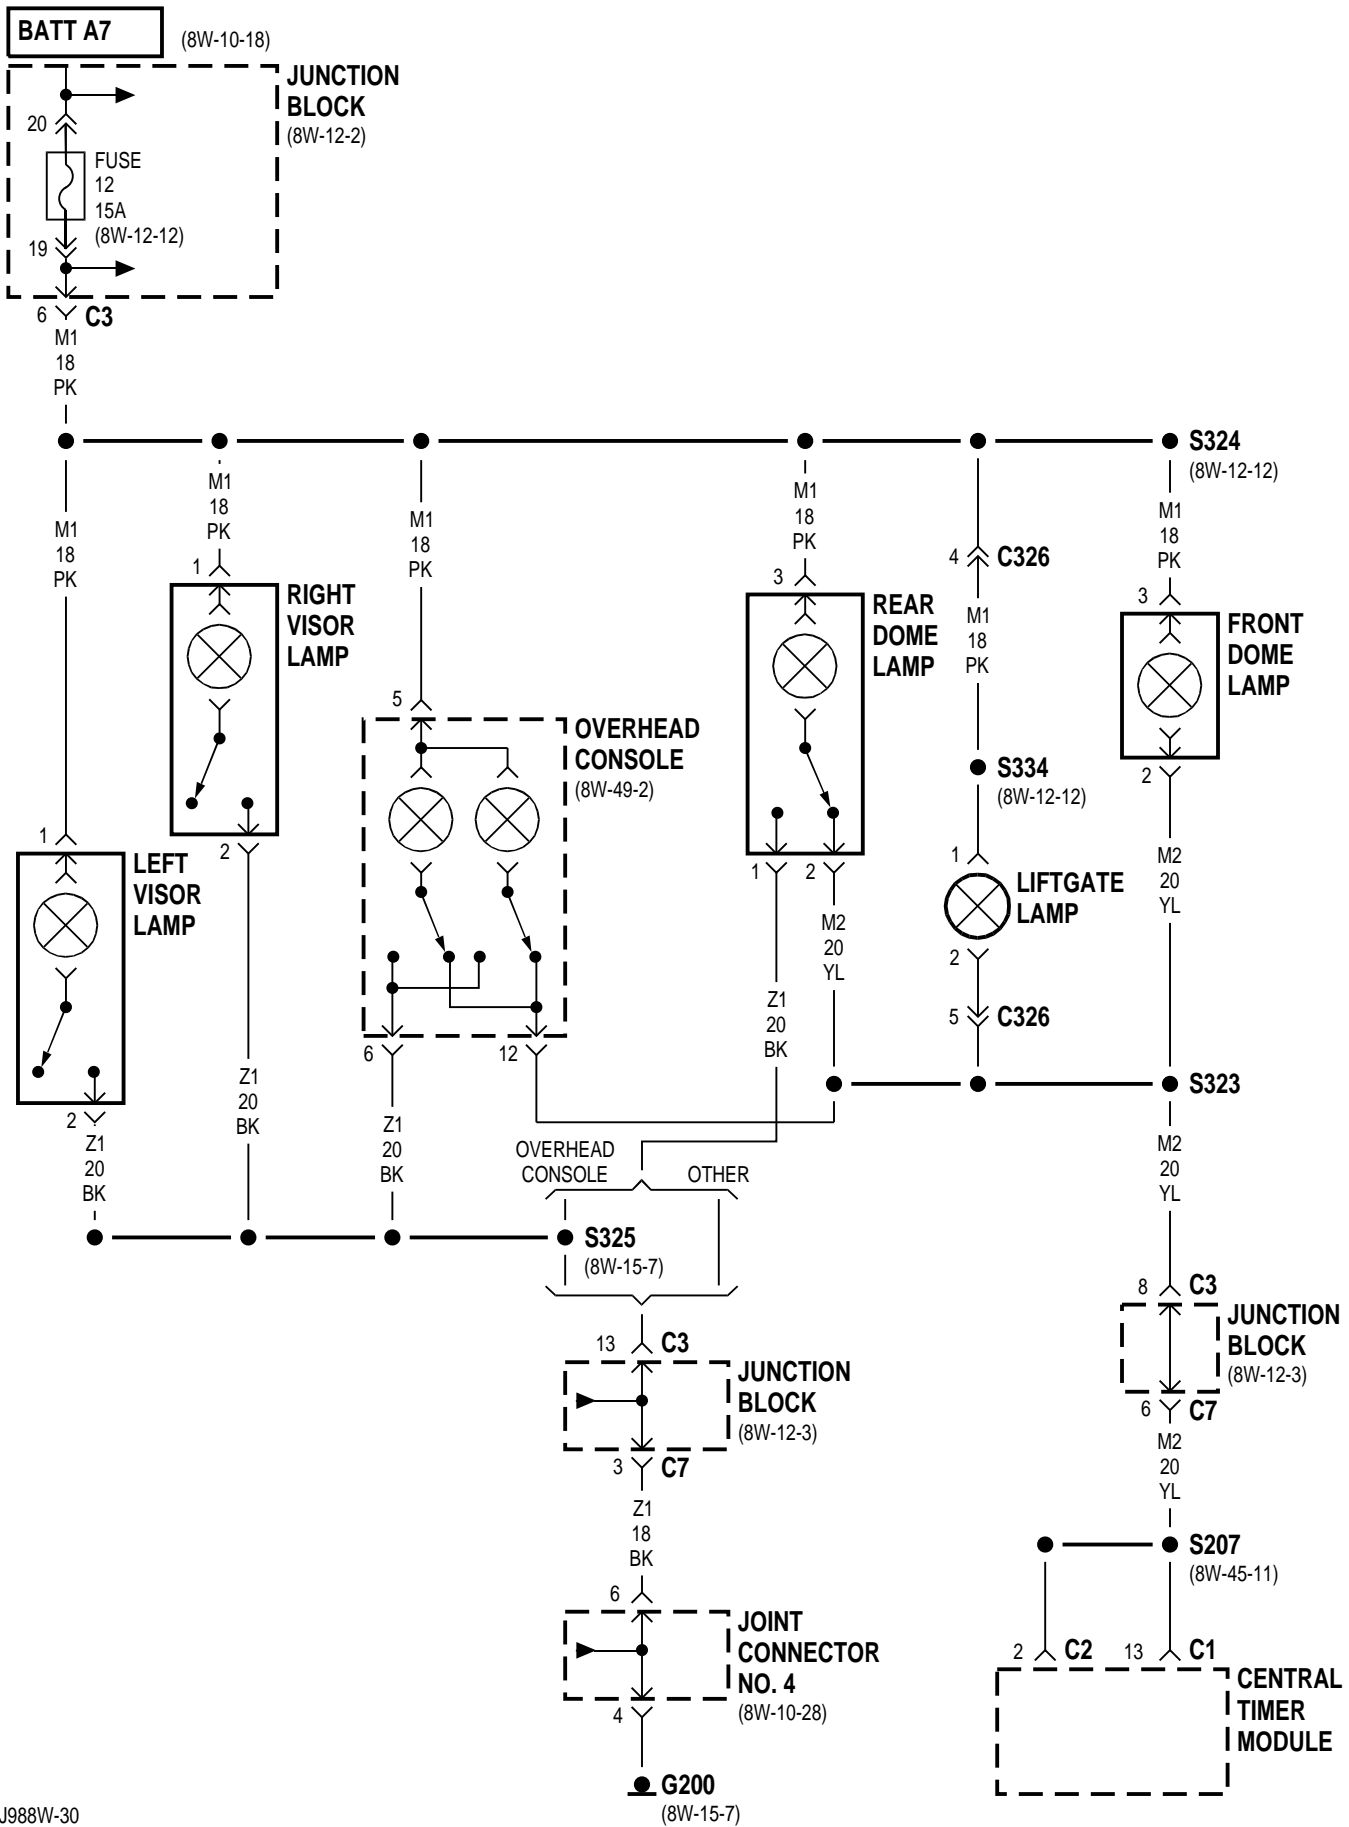 BATT A7
(8W-10-18)
JUNCTION
BLOCK
(8W-12-2)
20
FUSE
12
15A
(8W-12-12)
19
6
C3
M1
18
PK
S324
(8W-12-12)
M1
18
PK
M1
18
PK
M1
18
PK
M1
18
PK
M1
18
PK
4
C326
M1
18
PK
1
RIGHT
VISOR
LAMP
2
3
REAR
DOME
LAMP
1
2
3
FRONT
DOME
LAMP
2
5
OVERHEAD
CONSOLE
(8W-49-2)
6
12
S334
(8W-12-12)
1
LIFTGATE
LAMP
2
5
C326
1
LEFT
VISOR
LAMP
2
M2
20
YL
M2
20
YL
Z1
20
BK
Z1
20
BK
Z1
20
BK
Z1
20
BK
S323
M2
20
YL
OVERHEAD
CONSOLE
OTHER
S325
(8W-15-7)
8
C3
JUNCTION
BLOCK
(8W-12-3)
6
C7
13
C3
JUNCTION
BLOCK
(8W-12-3)
3
C7
M2
20
YL
Z1
18
BK
S207
(8W-45-11)
6
JOINT
CONNECTOR
NO. 4
(8W-10-28)
4
2
C2
13
C1
CENTRAL
TIMER
MODULE
G200
(8W-15-7)
J988W-30